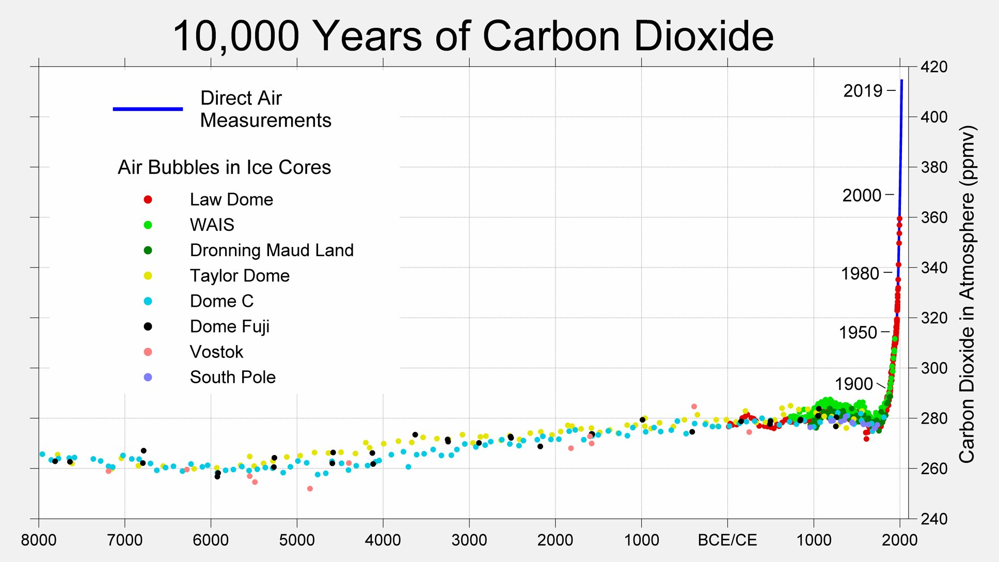 10,000 Years of Carbon Dioxide
Direct Air
Measurements
Air Bubbles in Ice Cores
Law Dome
WAIS
Dronning Maud Land
Taylor Dome
Dome C
Dome Fuji
Vostok
South Pole
2019
2000
1980
1950
1900
420
400
380
360
340
320
300
280
260
240
Carbon Dioxide in Atmosphere (ppmv)
8000 7000 6000 5000 4000 3000 2000 1000 BCE/CE 1000 2000